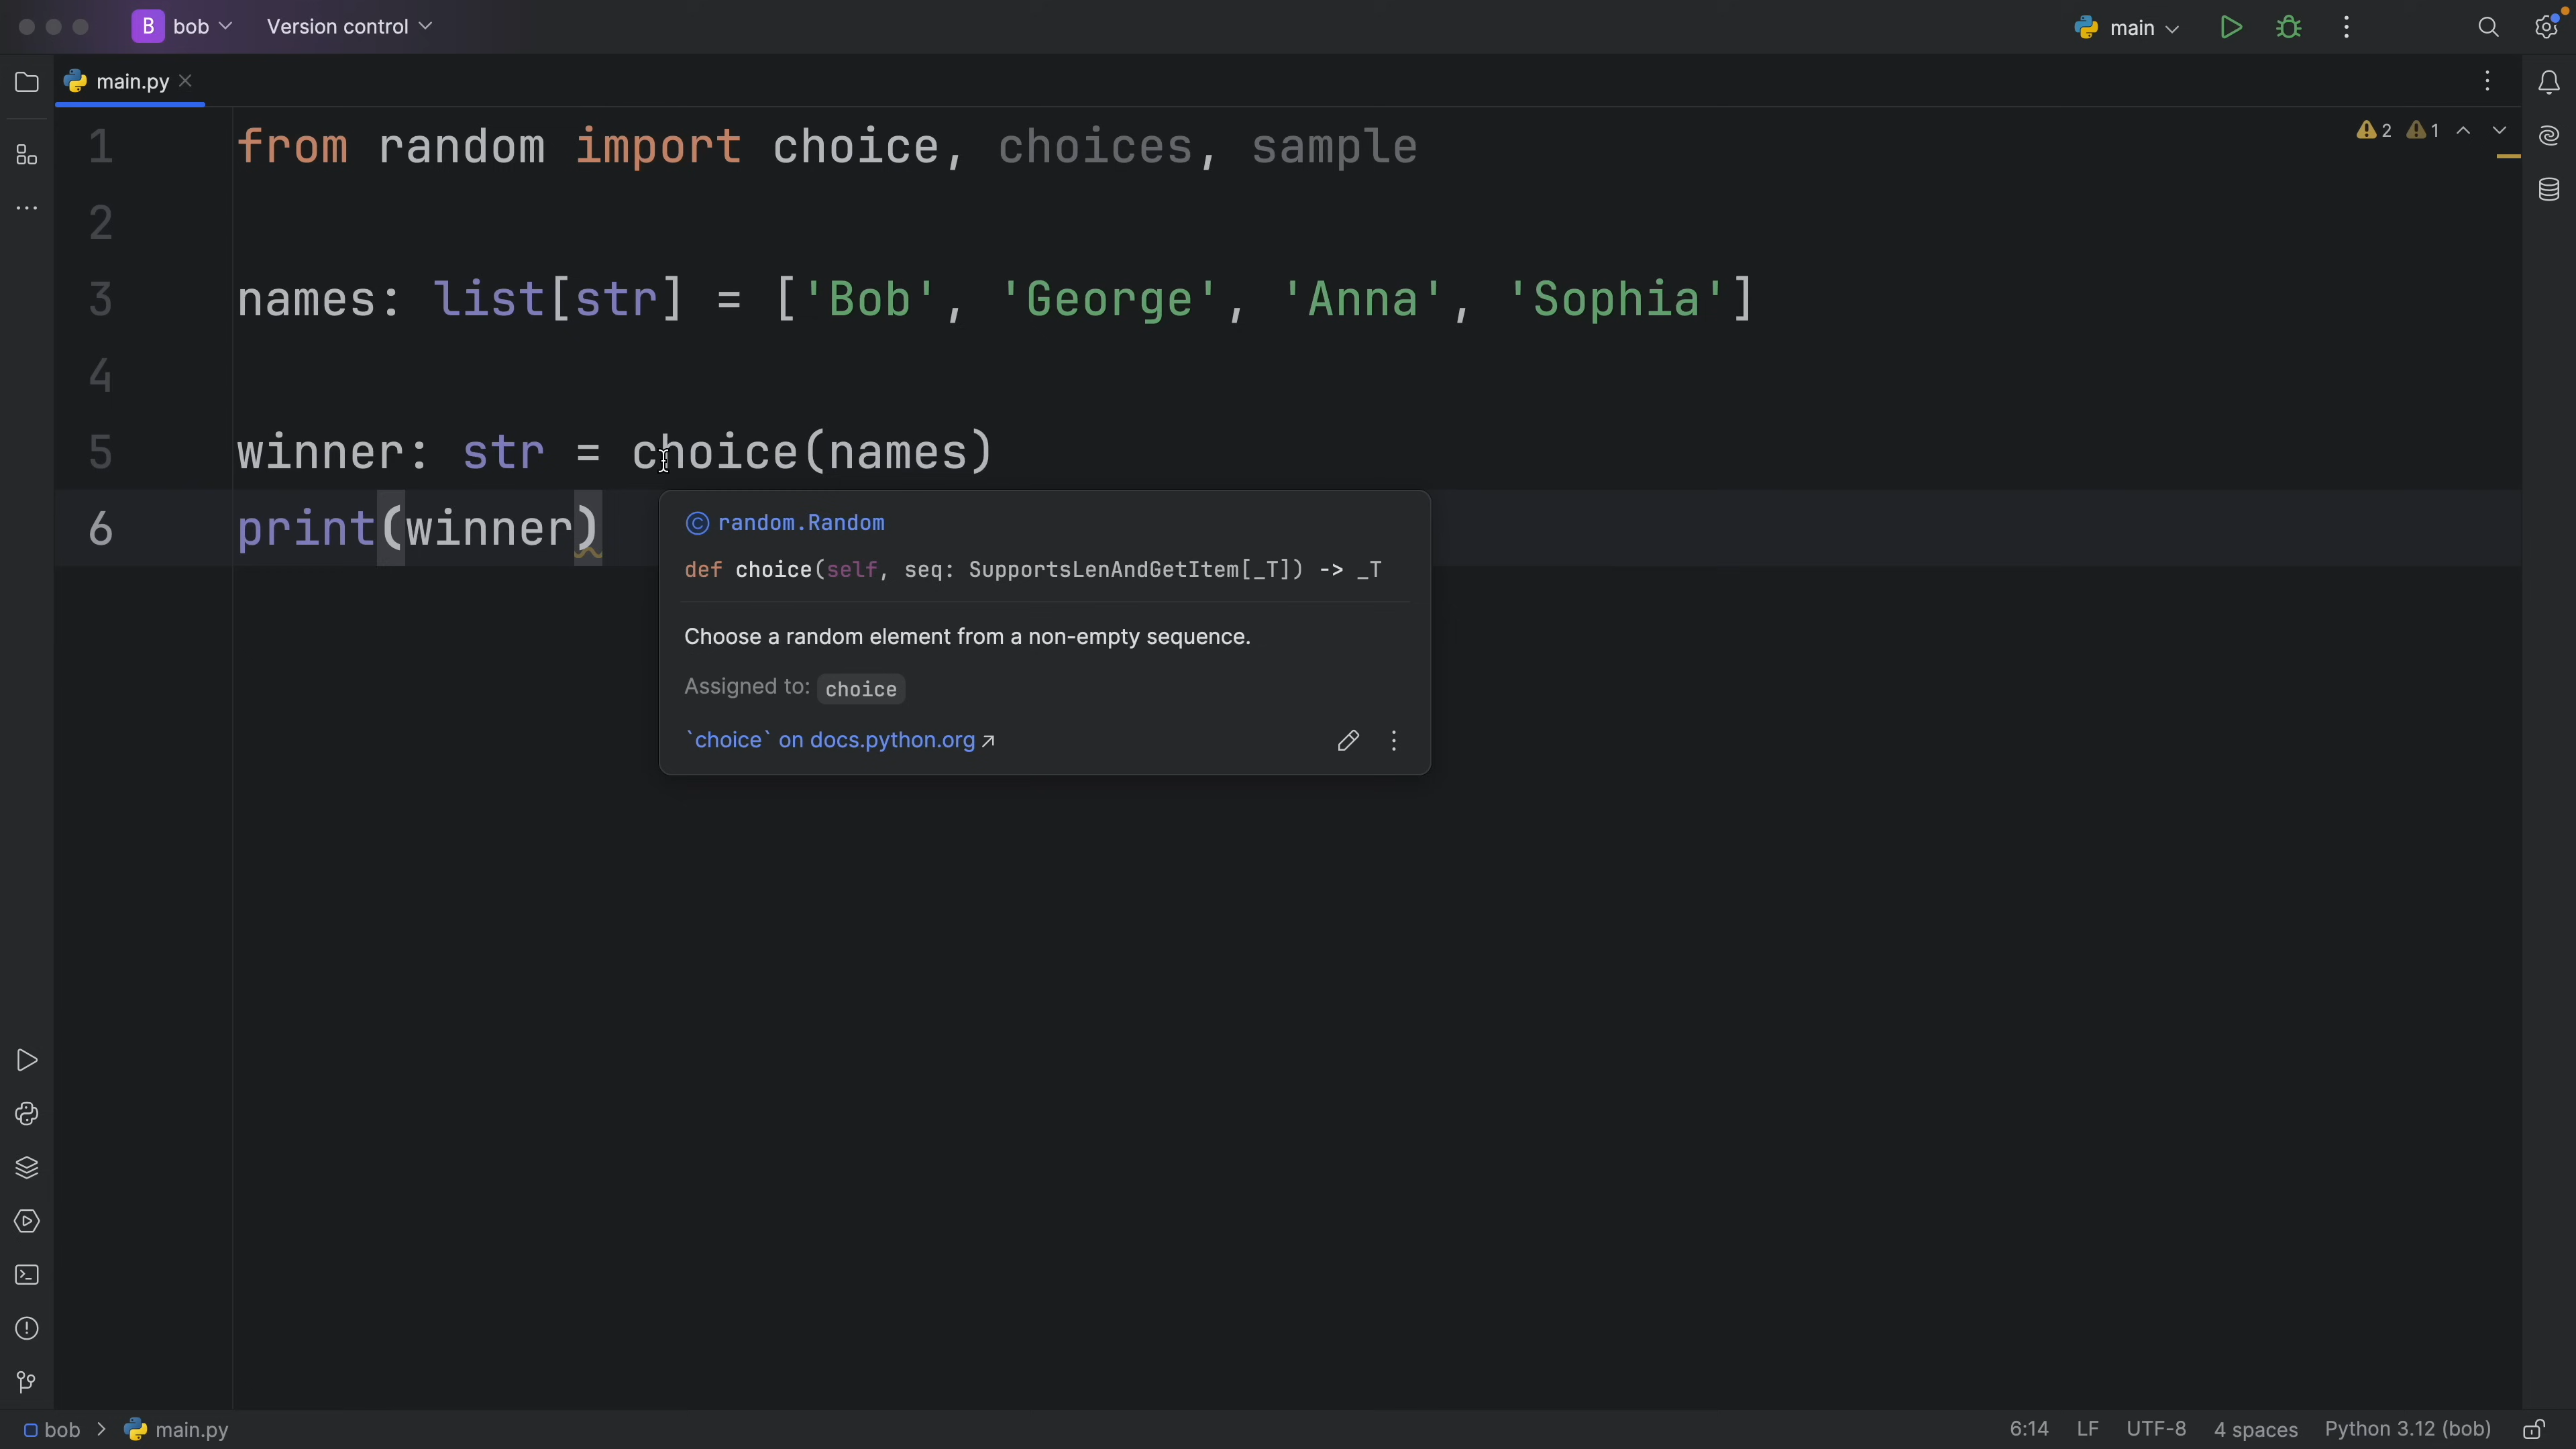 B bob Version control main
main.py
2 1
1 from random import choice, choices, sample
2
3 names: list[str] = ['Bob', 'George', 'Anna', 'Sophia']
4
5 winner: str = choice(names)
6 print(winner)
C random.Random
def choice(self, seq: SupportsLenAndGetItem[_T]) -> _T
Choose a random element from a non-empty sequence.
Assigned to: choice
`choice` on docs.python.org
bob > main.py 6:14 LF UTF-8 4 spaces Python 3.12 (bob)